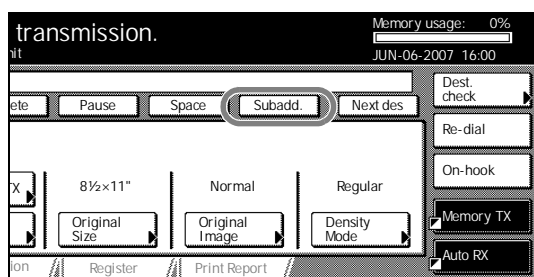 transmission.
Memory usage: 0%
JUN-06-2007 16:00
Pause Space Subadd. Next des
Dest. check
Re-dial
On-hook
8½×11" Normal Regular
Original Size
Original Image
Density Mode
Memory TX
Auto RX
Register Print Report